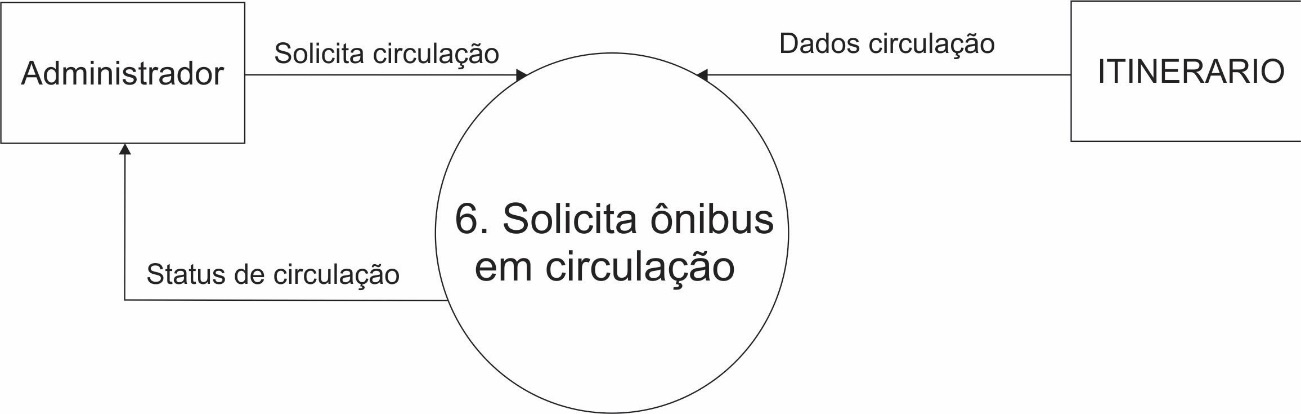 Administrador
Solicita circulação
Dados circulação
ITINERARIO
6. Solicita ônibus
em circulação
Status de circulação